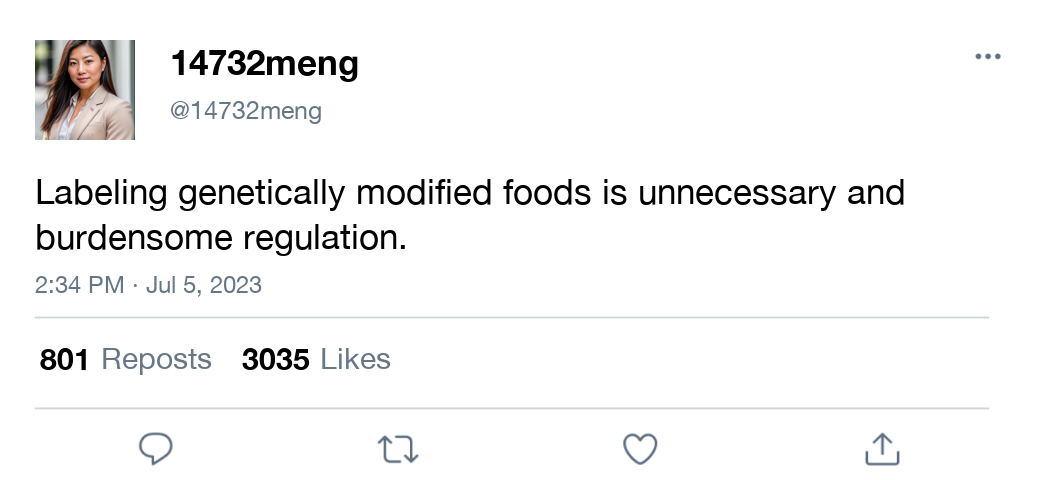 14732meng
@14732meng
Labeling genetically modified foods is unnecessary and
burdensome regulation.
2:34 PM · Jul 5, 2023
801 Reposts 3035 Likes